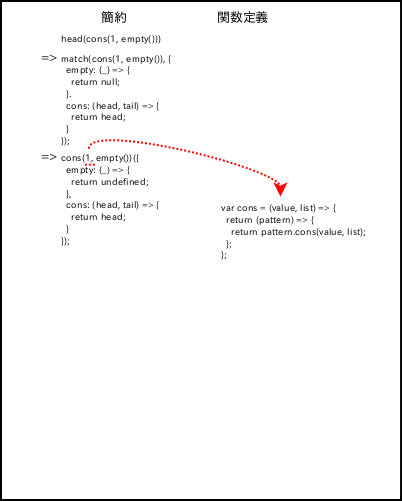 簡約
関数定義
head(cons(1, empty()))
=> match(cons(1, empty()), {
empty: (_) => {
return null;
}.
cons: (head, tail) => {
return head;
}
});
=> cons(1, empty())({
empty: (_) => {
return undefined;
},
cons: (head, tail) => {
return head;
}
});
var cons = (value, list) => {
return (pattern) => {
return pattern.cons(value, list);
};
};